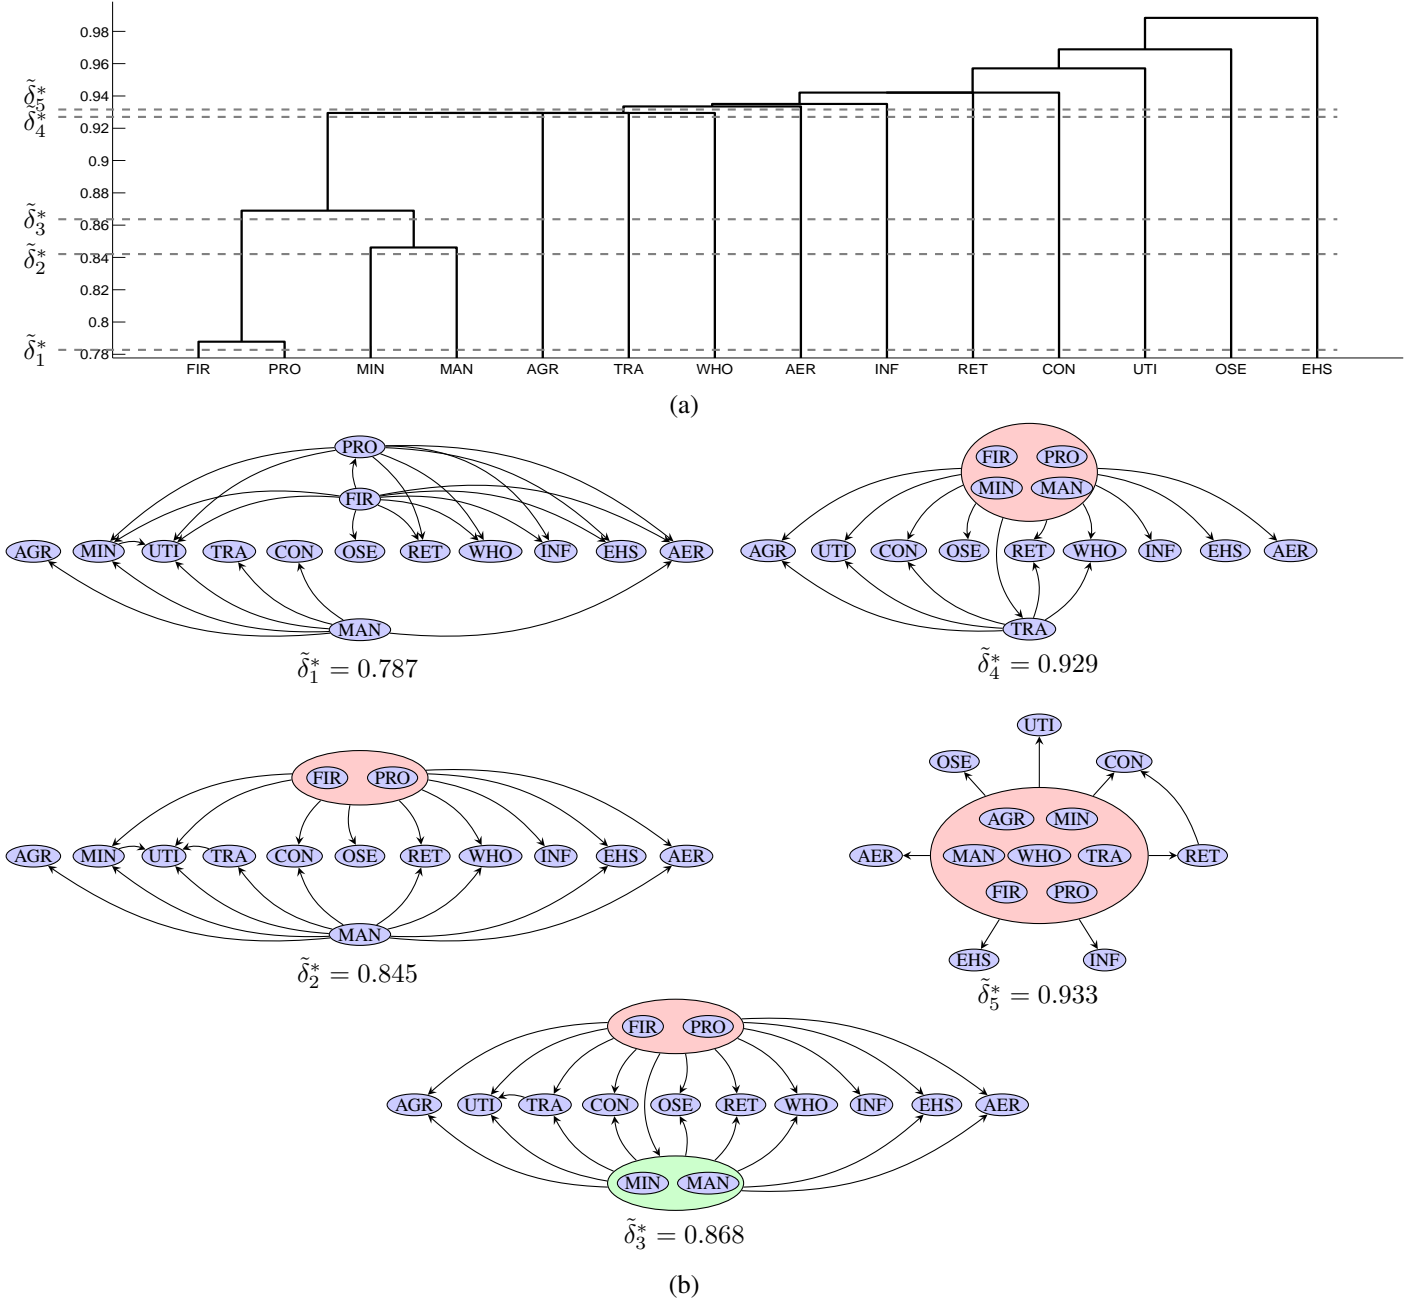 0.98
0.96
δ̃₅* 0.94
δ̃₄* 0.92
0.9
0.88
δ̃₃* 0.86
δ̃₂* 0.84
0.82
0.8
δ̃₁* 0.78
FIR PRO MIN MAN AGR TRA WHO AER INF RET CON UTI OSE EHS
(a)
PRO
FIR
AGR MIN UTI TRA CON OSE RET WHO INF EHS AER
MAN
δ̃₁* = 0.787
FIR PRO
MIN MAN
AGR UTI CON OSE RET WHO INF EHS AER
TRA
δ̃₄* = 0.929
FIR PRO
AGR MIN UTI TRA CON OSE RET WHO INF EHS AER
MAN
δ̃₂* = 0.845
UTI
OSE CON
AGR MIN
AER MAN WHO TRA RET
FIR PRO
EHS INF
δ̃₅* = 0.933
FIR PRO
AGR UTI TRA CON OSE RET WHO INF EHS AER
MIN MAN
δ̃₃* = 0.868
(b)